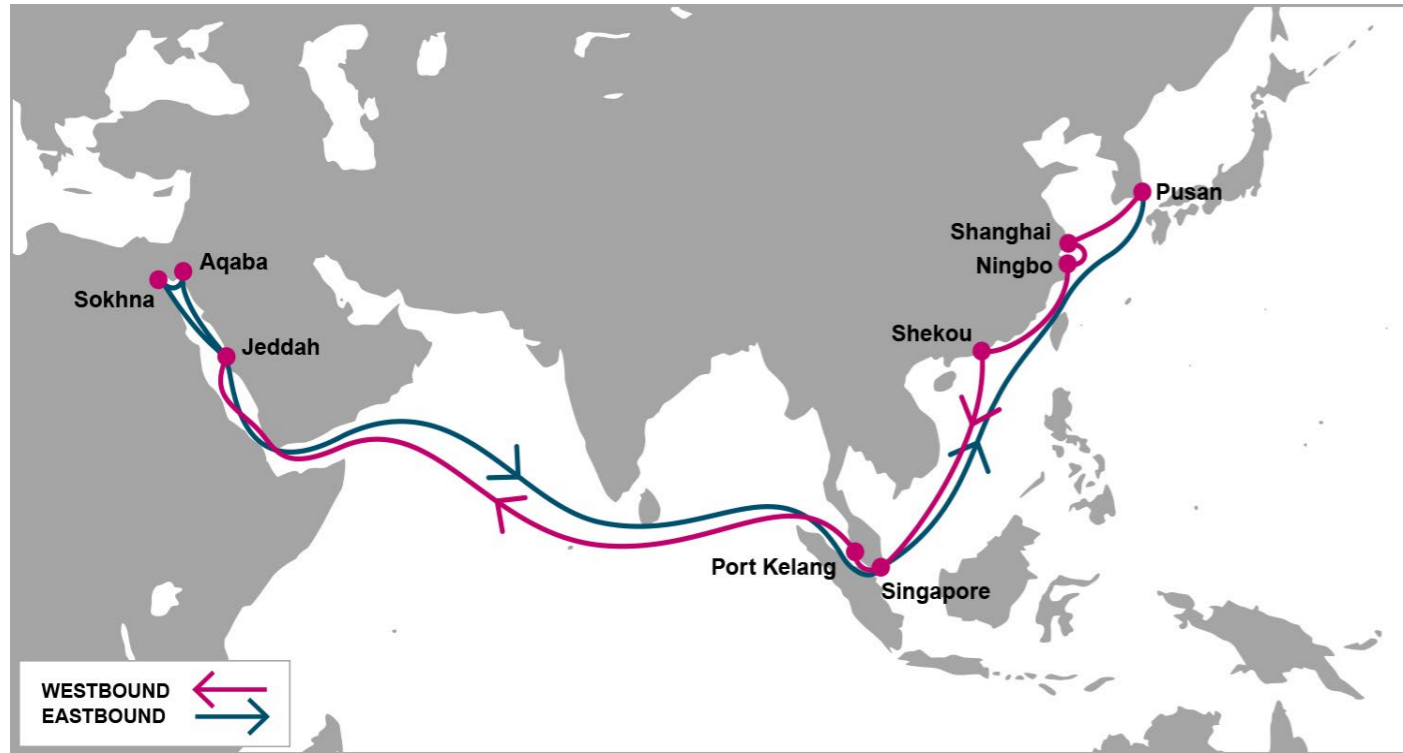 Pusan
Shanghai
Ningbo
Aqaba
Sokhna
Shekou
Jeddah
Port Kelang
Singapore
WESTBOUND
EASTBOUND